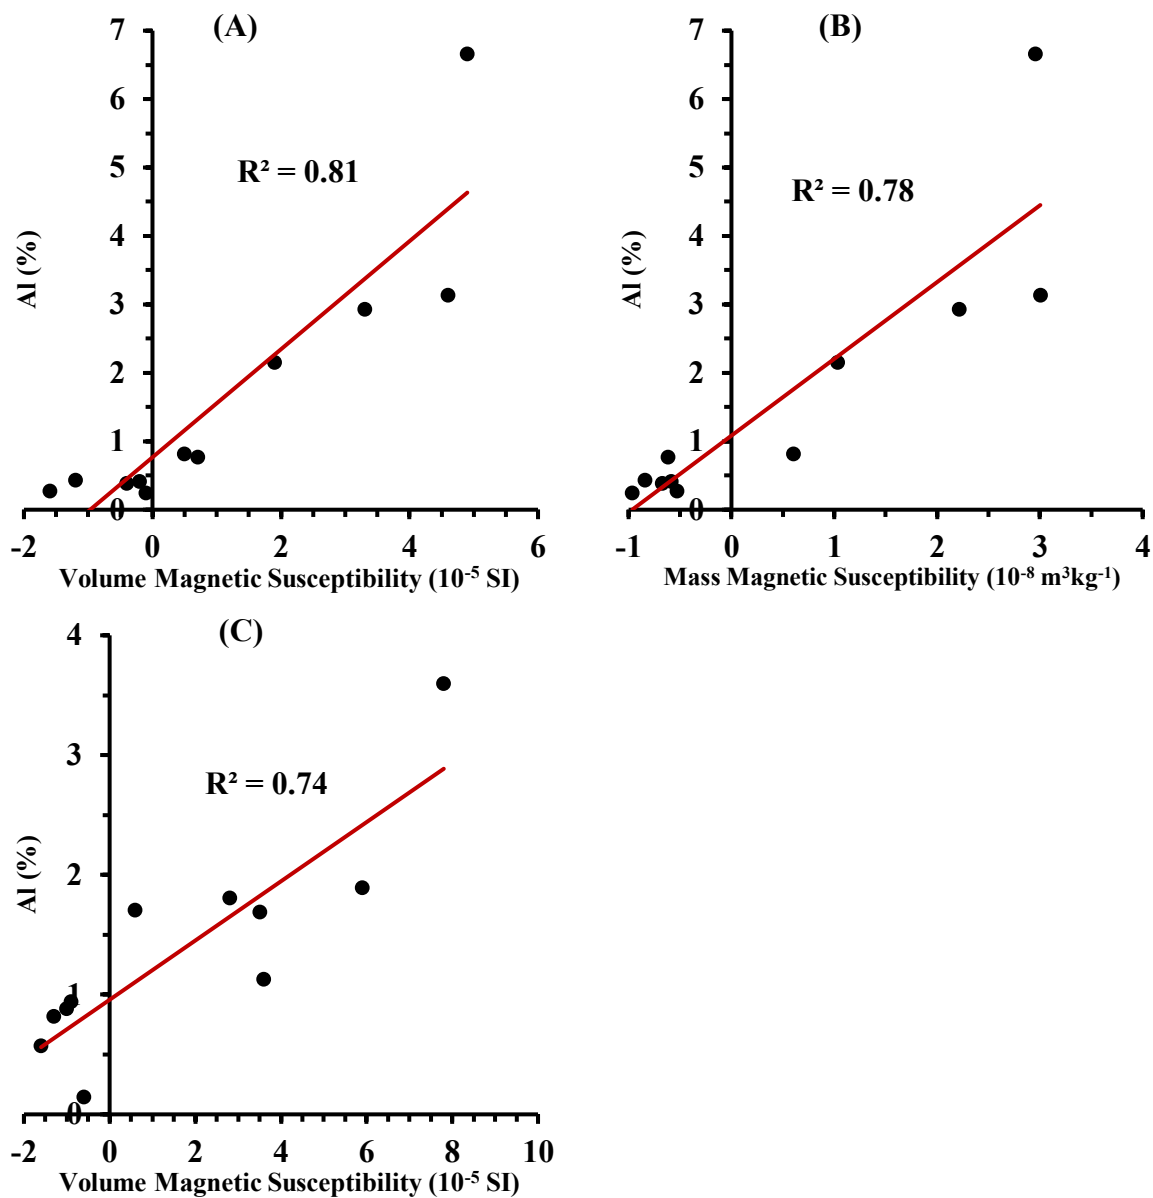 (A)
7
6
5
4
3
2
1
0
R² = 0.81
Al (%)
-2 0 2 4 6
Volume Magnetic Susceptibility (10⁻⁵ SI)
(B)
7
6
5
4
3
2
1
0
R² = 0.78
Al (%)
-1 0 1 2 3 4
Mass Magnetic Susceptibility (10⁻⁸ m³kg⁻¹)
(C)
4
3
2
1
0
R² = 0.74
Al (%)
-2 0 2 4 6 8 10
Volume Magnetic Susceptibility (10⁻⁵ SI)